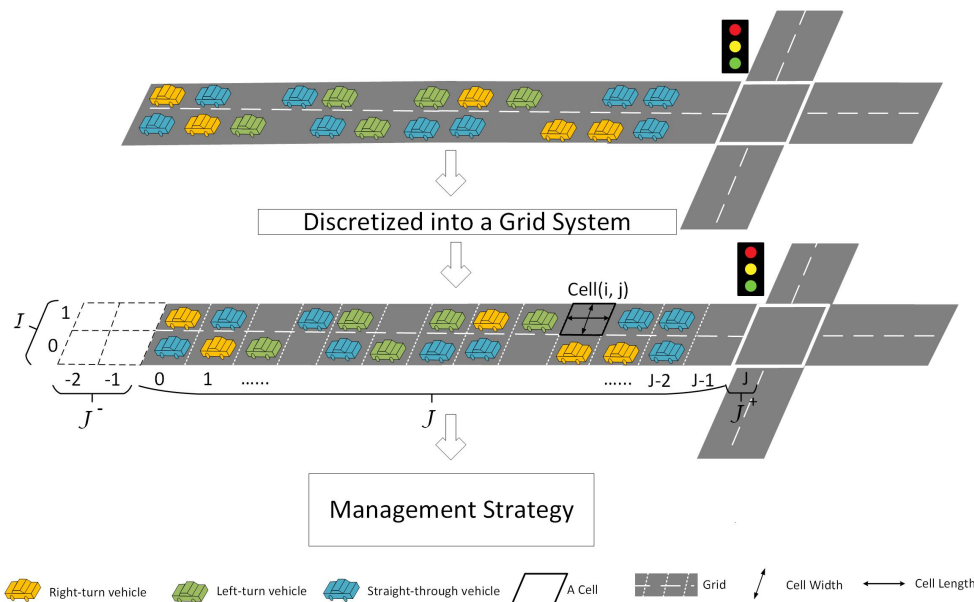 Discretized into a Grid System
Cell(i, j)
I
1
0
-2 -1 0 1 ...... ...... J-2 J-1 J
J⁻ J J⁺
Management Strategy
Right-turn vehicle Left-turn vehicle Straight-through vehicle A Cell Grid Cell Width Cell Length